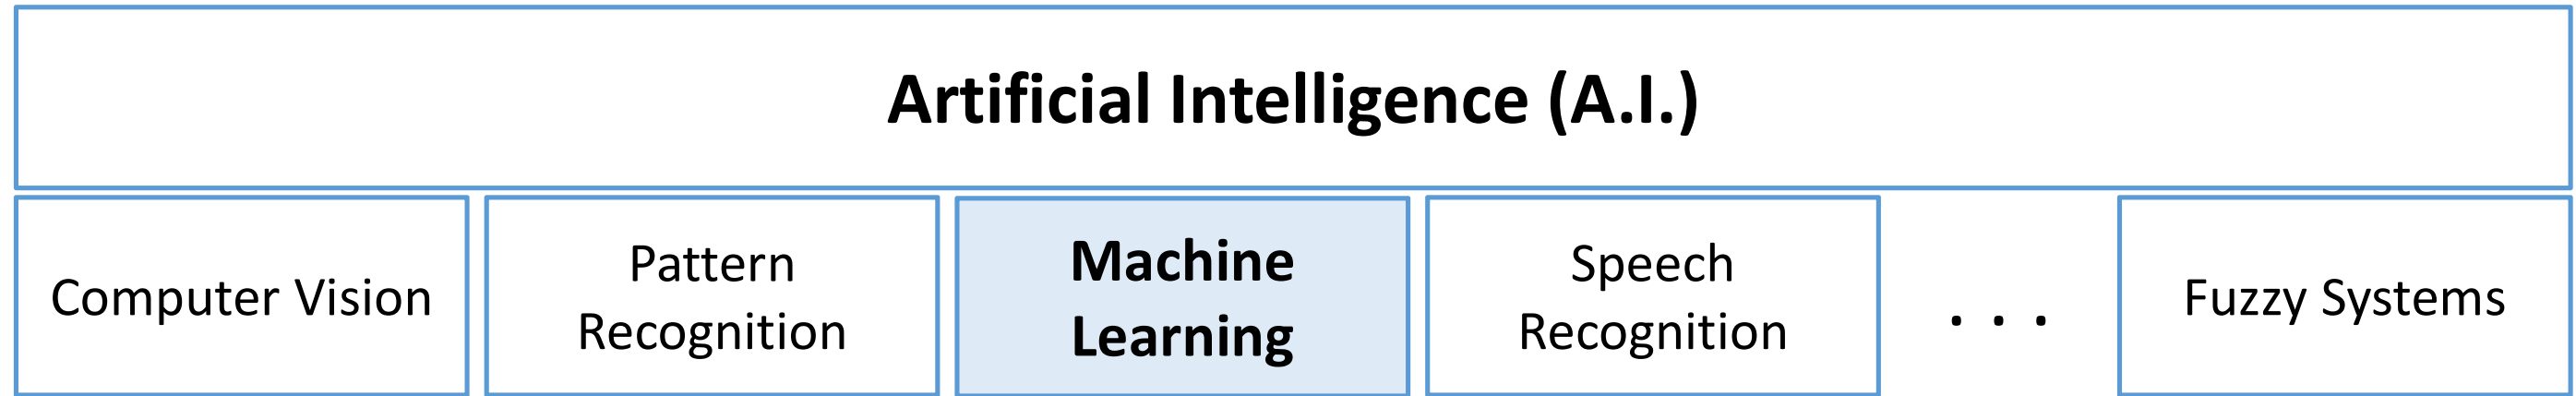 Artificial Intelligence (A.I.)
Computer Vision
Pattern
Recognition
Machine
Learning
Speech
Recognition
. . .
Fuzzy Systems